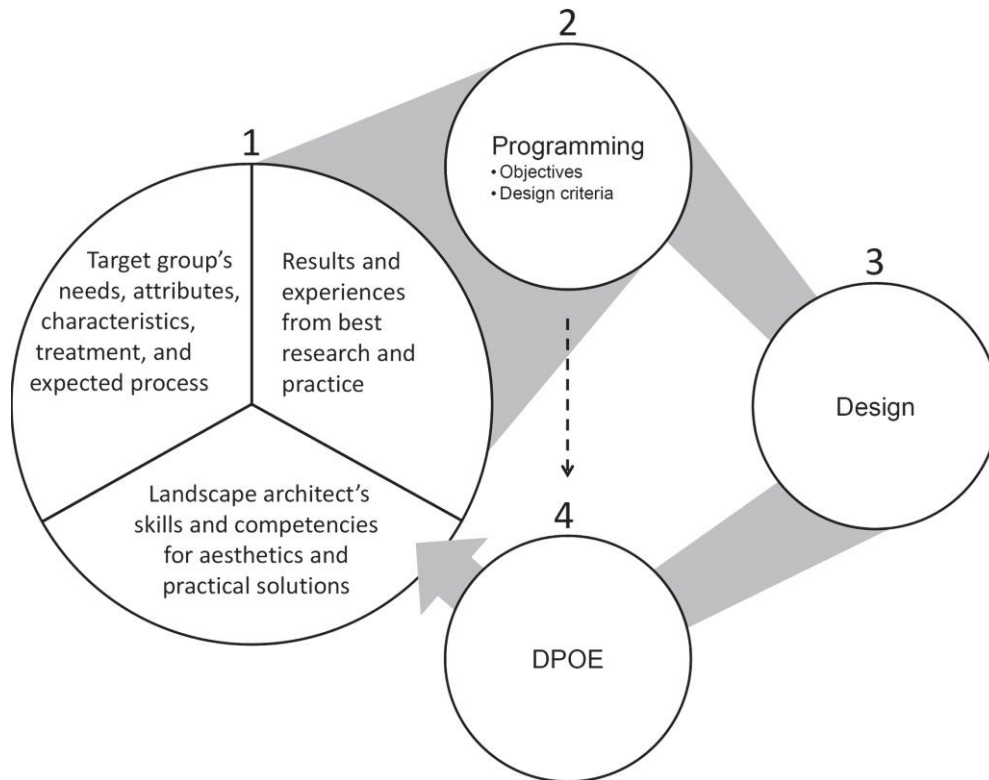 1
Target group's
needs, attributes,
characteristics,
treatment, and
expected process
Results and
experiences
from best
research and
practice
Landscape architect's
skills and competencies
for aesthetics and
practical solutions
2
Programming
• Objectives
• Design criteria
3
Design
4
DPOE